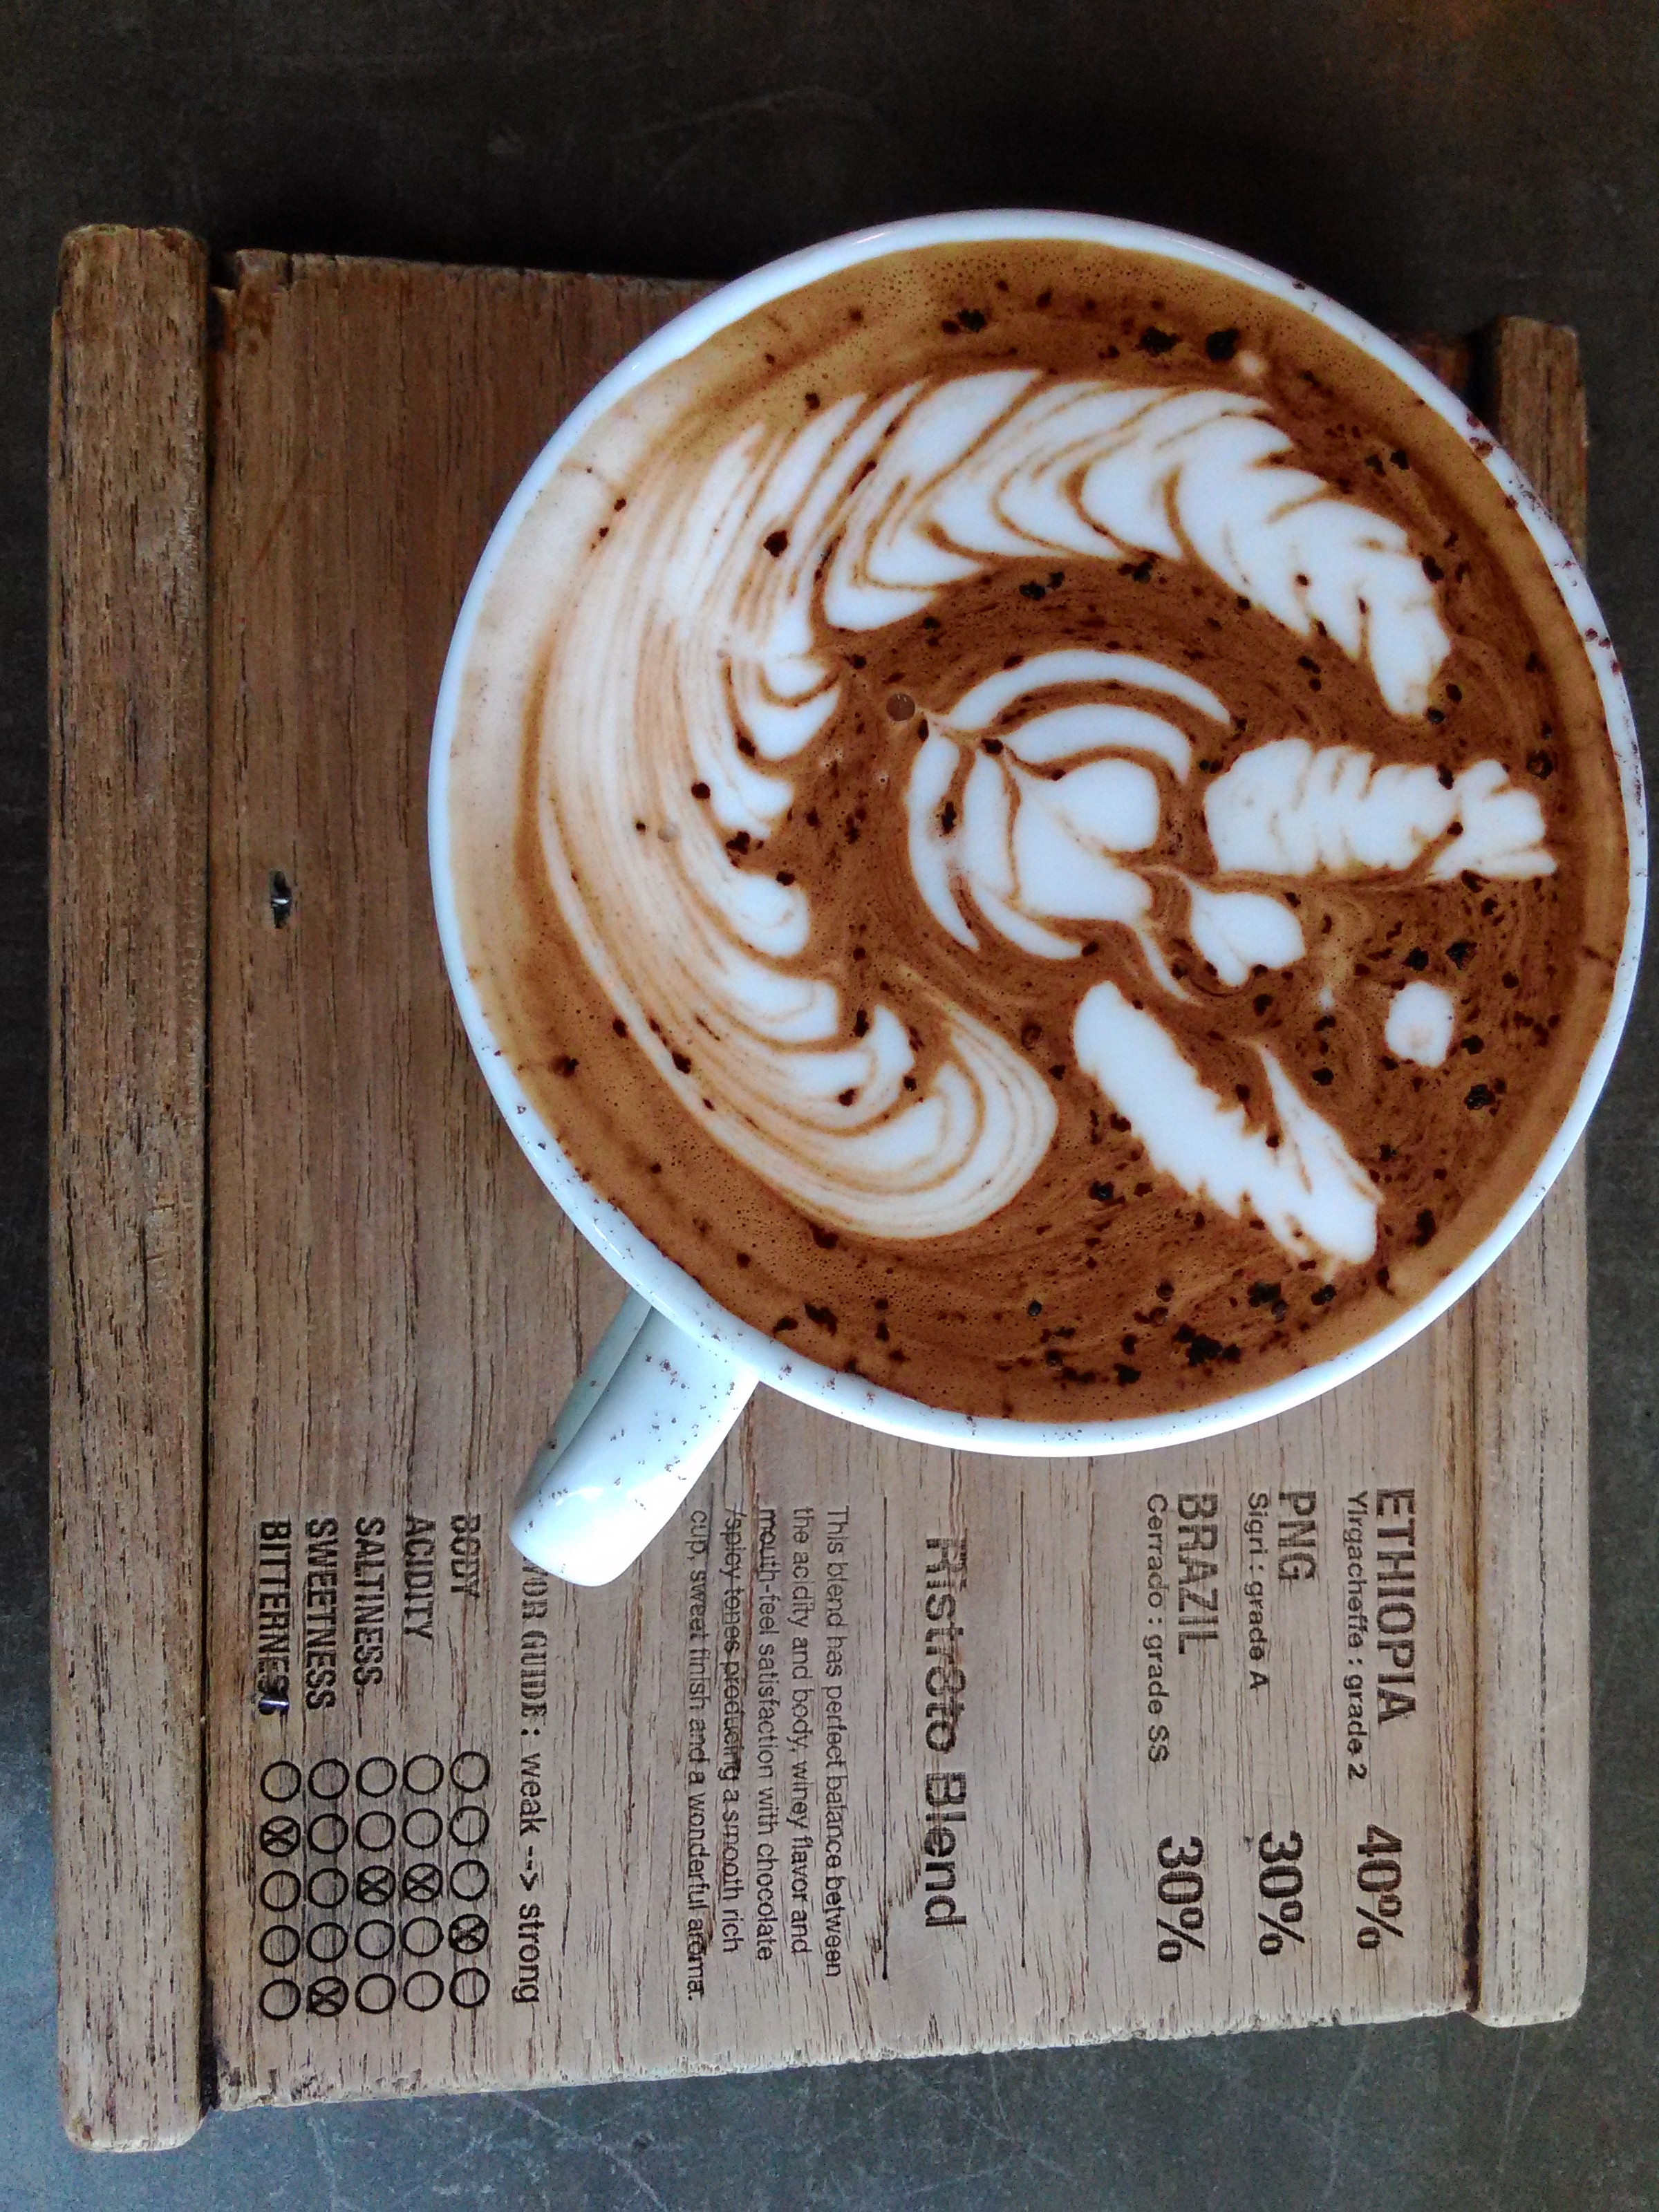 ETHIOPIA 40%
Yirgacheffe : grade 2
PNG 30%
Sigri : grade A
BRAZIL 30%
Cerrado : grade SS
Ristr8to Blend
This blend has perfect balance between
the acidity and body, winey flavor and
mouth-feel satisfaction with chocolate
/spicy tones producing a smooth rich
cup, sweet finish and a wonderful aroma.
GUIDE : weak --> strong
BODY
ACIDITY
SALTINESS
SWEETNESS
BITTERNESS